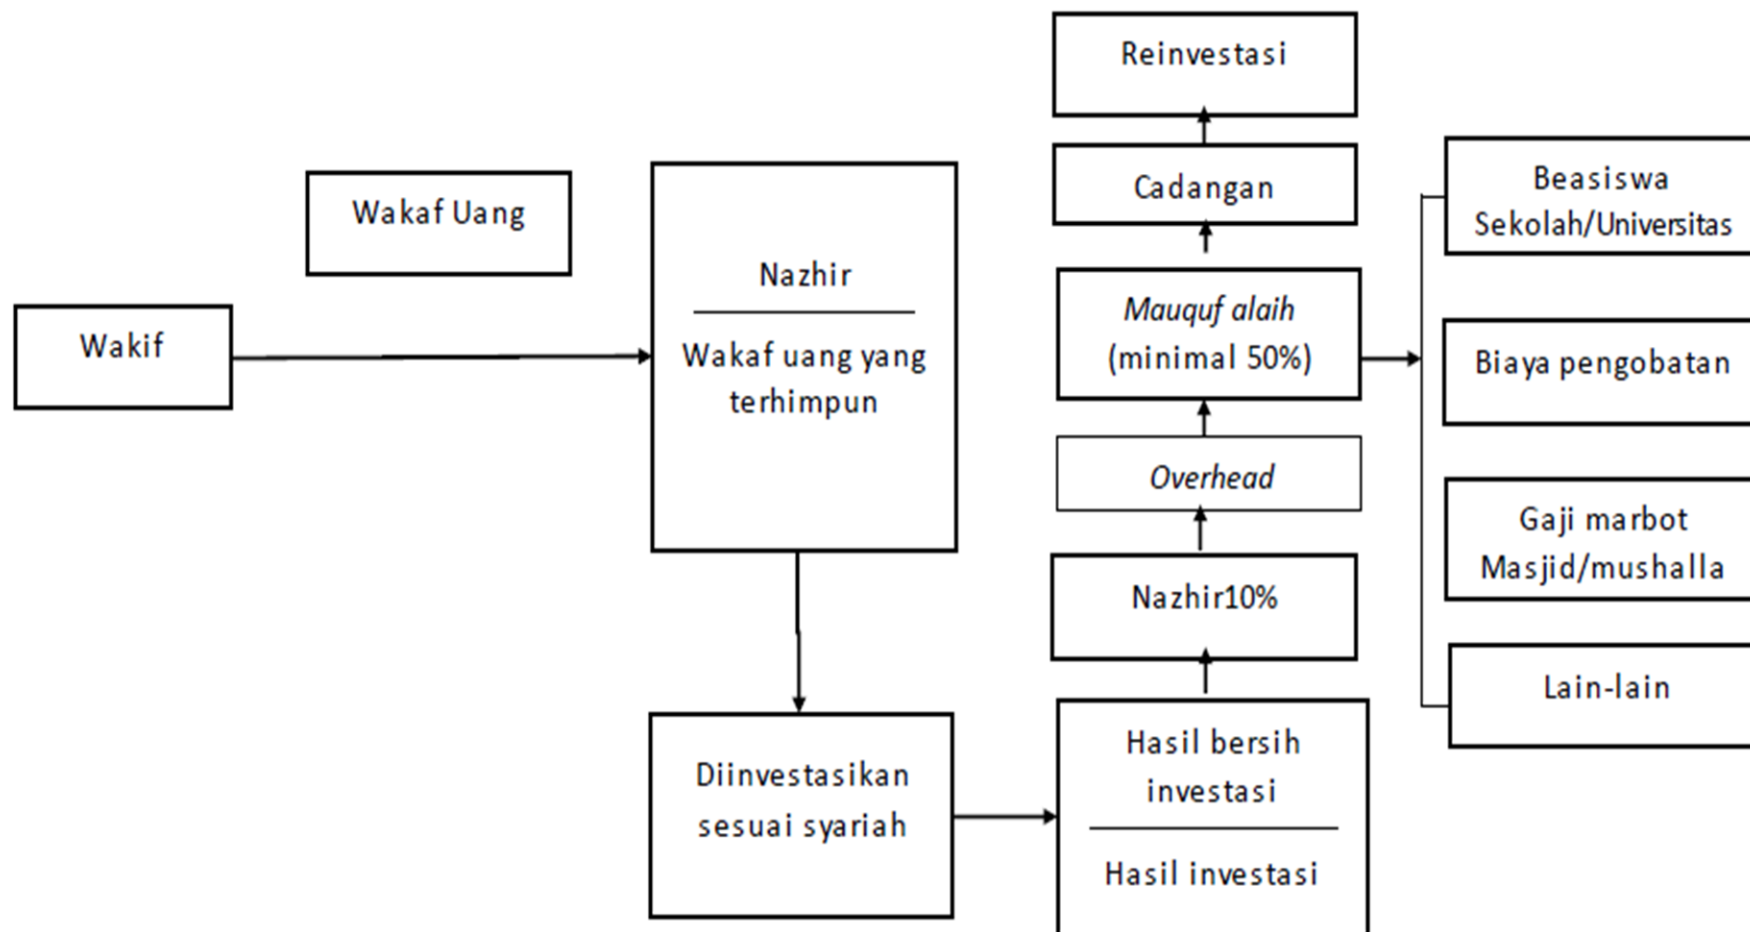 Wakif
Wakaf Uang
Nazhir
Wakaf uang yang
terhimpun
Diinvestasikan
sesuai syariah
Hasil bersih
investasi
Hasil investasi
Nazhir10%
Overhead
Mauquf alaih
(minimal 50%)
Cadangan
Reinvestasi
Beasiswa
Sekolah/Universitas
Biaya pengobatan
Gaji marbot
Masjid/mushalla
Lain-lain